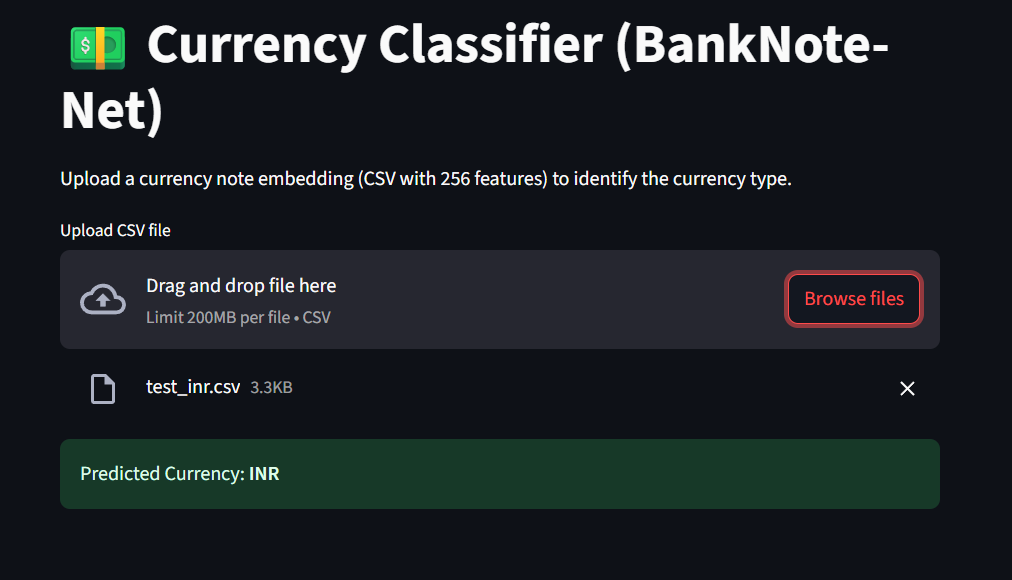 💵 Currency Classifier (BankNote-
Net)
Upload a currency note embedding (CSV with 256 features) to identify the currency type.
Upload CSV file
Drag and drop file here
Browse files
Limit 200MB per file • CSV
test_inr.csv 3.3KB
Predicted Currency: INR